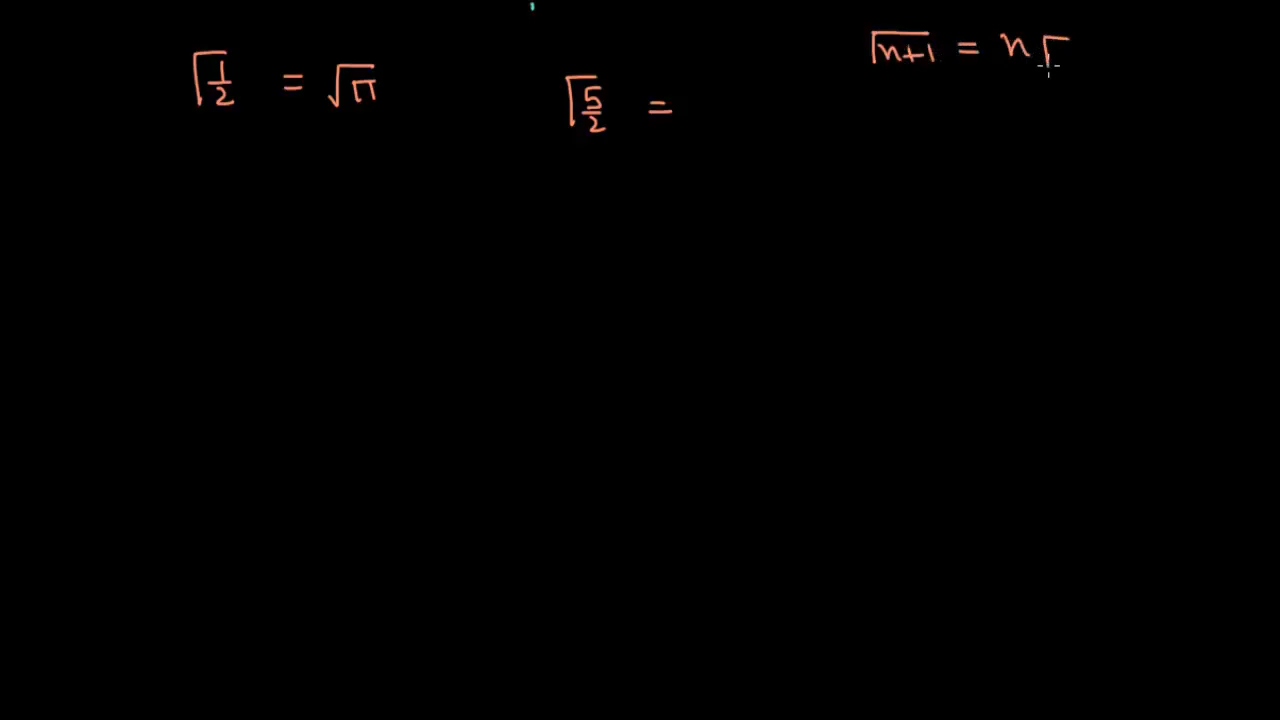 Γ1/2 = √π
Γ5/2 =
Γn+1 = n Γ